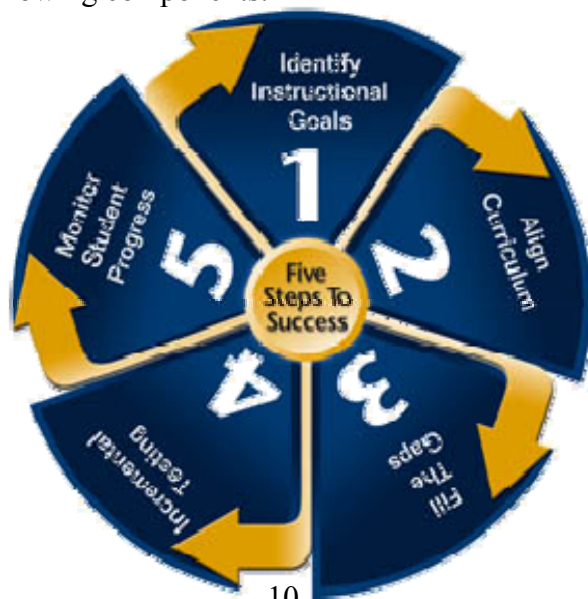 Identify
Instructional
Goals
1
Align
Curriculum
2
Fill
The
Gaps
3
Incremental
Testing
4
Monitor
Student
Progress
5
Five
Steps To
Success
10